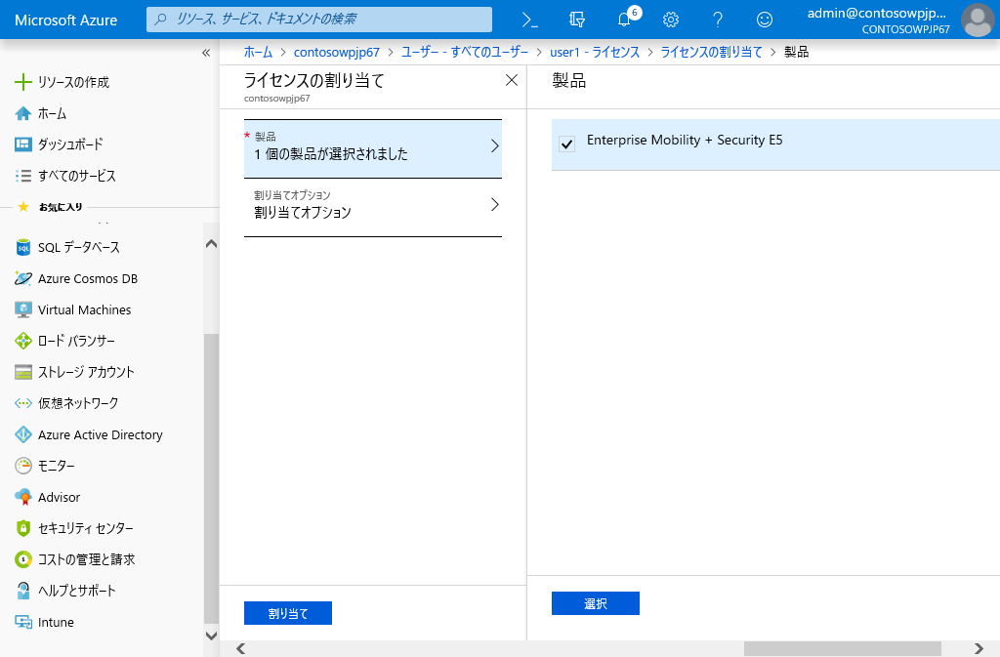 Microsoft Azure
リソース、サービス、ドキュメントの検索
6
admin@contosowpjp...
CONTOSOWPJP67
ホーム > contosowpjp67 > ユーザー - すべてのユーザー > user1 - ライセンス > ライセンスの割り当て > 製品
リソースの作成
ホーム
ダッシュボード
すべてのサービス
お気に入り
SQL データベース
Azure Cosmos DB
Virtual Machines
ロード バランサー
ストレージ アカウント
仮想ネットワーク
Azure Active Directory
モニター
Advisor
セキュリティ センター
コストの管理と請求
ヘルプとサポート
Intune
ライセンスの割り当て
contosowpjp67
* 製品
1 個の製品が選択されました
割り当てオプション
割り当てオプション
割り当て
製品
Enterprise Mobility + Security E5
選択